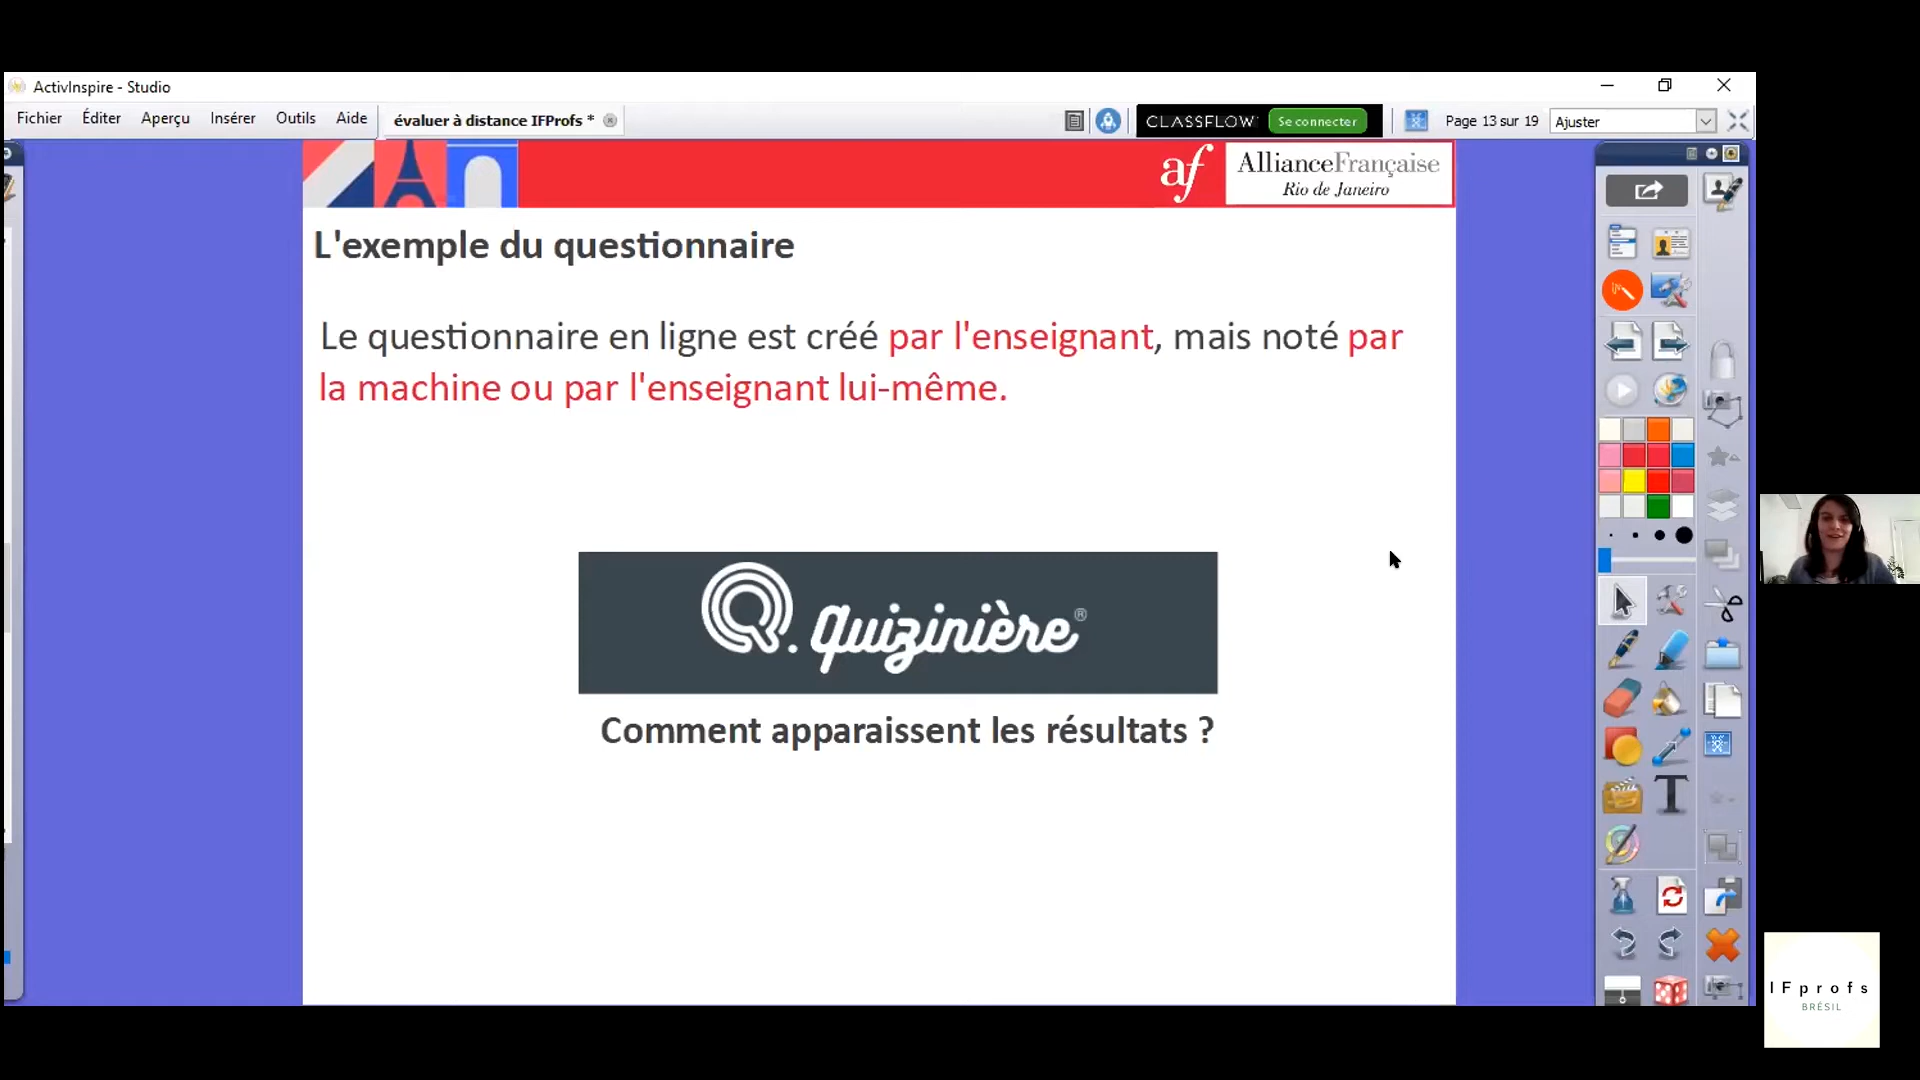 ActivInspire - Studio
Fichier Éditer Aperçu Insérer Outils Aide
évaluer à distance IFProfs *
CLASSFLOW Se connecter
Page 13 sur 19
Ajuster
af
AllianceFrançaise
Rio de Janeiro
L'exemple du questionnaire
Le questionnaire en ligne est créé par l'enseignant, mais noté par
la machine ou par l'enseignant lui-même.
Q. Quizinière®
Comment apparaissent les résultats ?
T
IFprofs
BRÉSIL